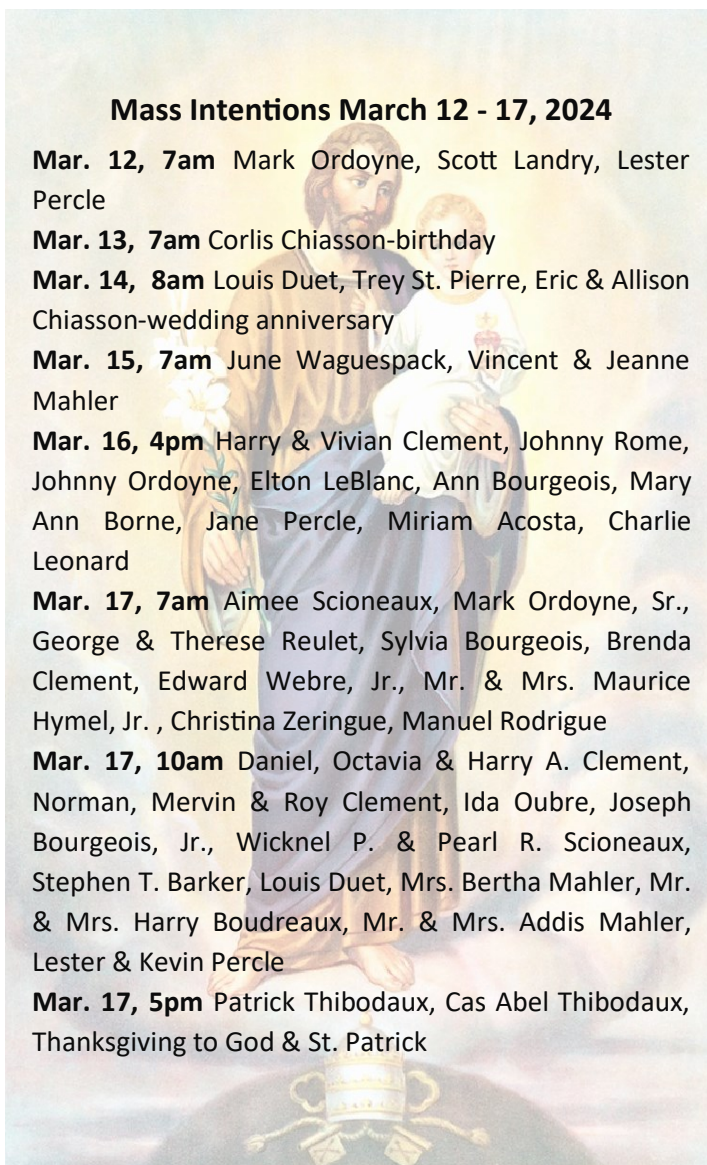 Mass Intentions March 12 - 17, 2024
Mar. 12, 7am Mark Ordoyne, Scott Landry, Lester
Percle
Mar. 13, 7am Corlis Chiasson-birthday
Mar. 14, 8am Louis Duet, Trey St. Pierre, Eric & Allison
Chiasson-wedding anniversary
Mar. 15, 7am June Waguespack, Vincent & Jeanne
Mahler
Mar. 16, 4pm Harry & Vivian Clement, Johnny Rome,
Johnny Ordoyne, Elton LeBlanc, Ann Bourgeois, Mary
Ann Borne, Jane Percle, Miriam Acosta, Charlie
Leonard
Mar. 17, 7am Aimee Scioneaux, Mark Ordoyne, Sr.,
George & Therese Reulet, Sylvia Bourgeois, Brenda
Clement, Edward Webre, Jr., Mr. & Mrs. Maurice
Hymel, Jr. , Christina Zeringue, Manuel Rodrigue
Mar. 17, 10am Daniel, Octavia & Harry A. Clement,
Norman, Mervin & Roy Clement, Ida Oubre, Joseph
Bourgeois, Jr., Wicknel P. & Pearl R. Scioneaux,
Stephen T. Barker, Louis Duet, Mrs. Bertha Mahler, Mr.
& Mrs. Harry Boudreaux, Mr. & Mrs. Addis Mahler,
Lester & Kevin Percle
Mar. 17, 5pm Patrick Thibodaux, Cas Abel Thibodaux,
Thanksgiving to God & St. Patrick